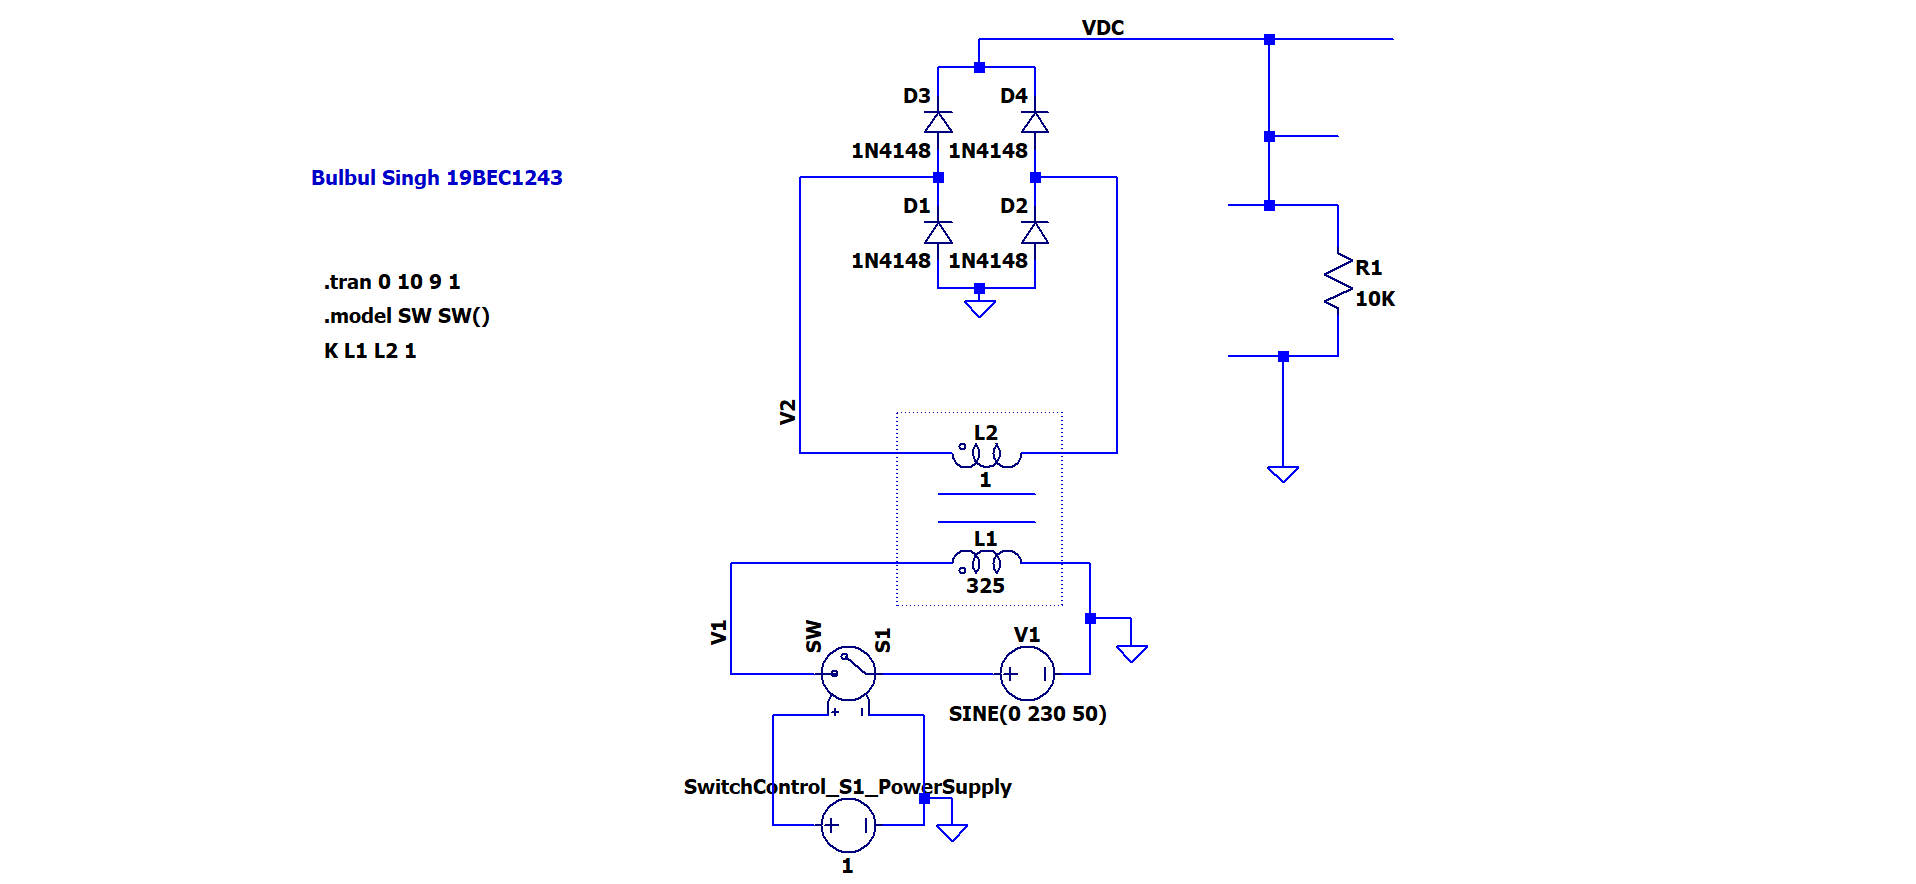 VDC
D3
D4
1N4148
1N4148
Bulbul Singh 19BEC1243
D1
D2
1N4148
1N4148
.tran 0 10 9 1
.model SW SW()
K L1 L2 1
R1
10K
V2
L2
1
L1
325
V1
SW
S1
V1
SINE(0 230 50)
SwitchControl_S1_PowerSupply
1